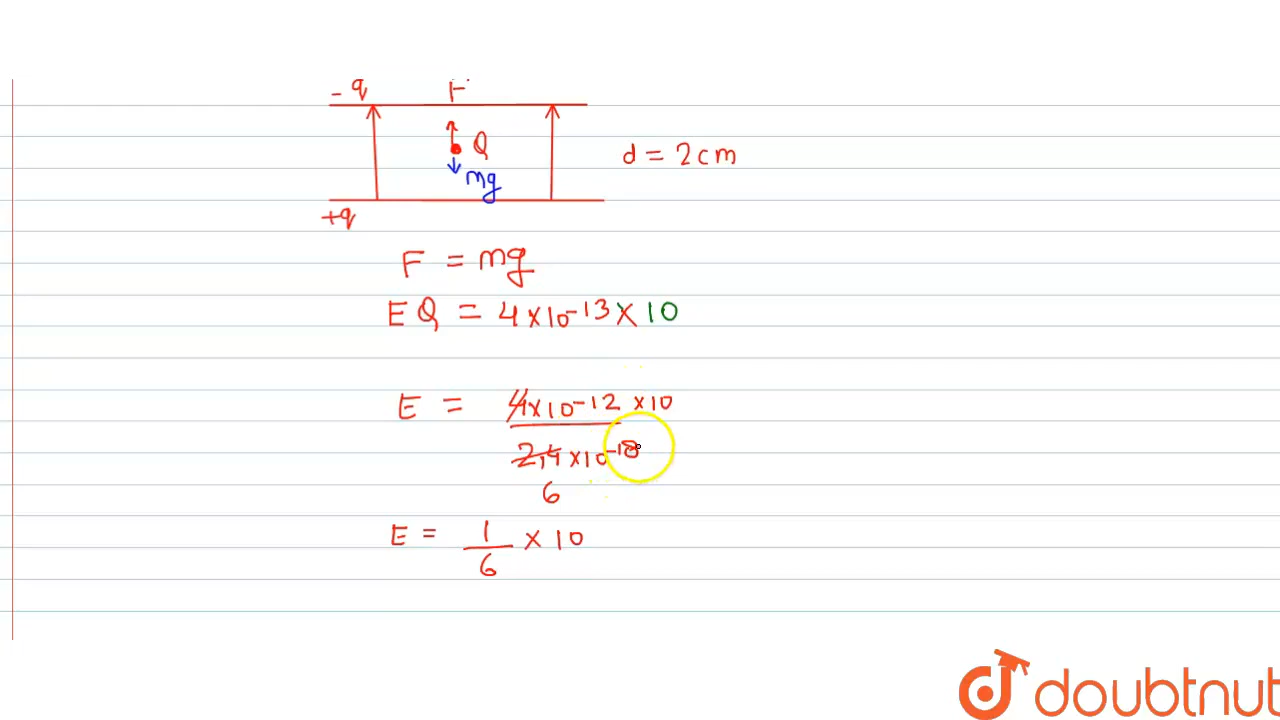 - q F
Q d = 2cm
mg
+q
F = mg
EQ = 4×10-13 × 10
E = 4×10-12 ×10
2,4 ×10-18
6
E = 1 × 10
6
doubtnut